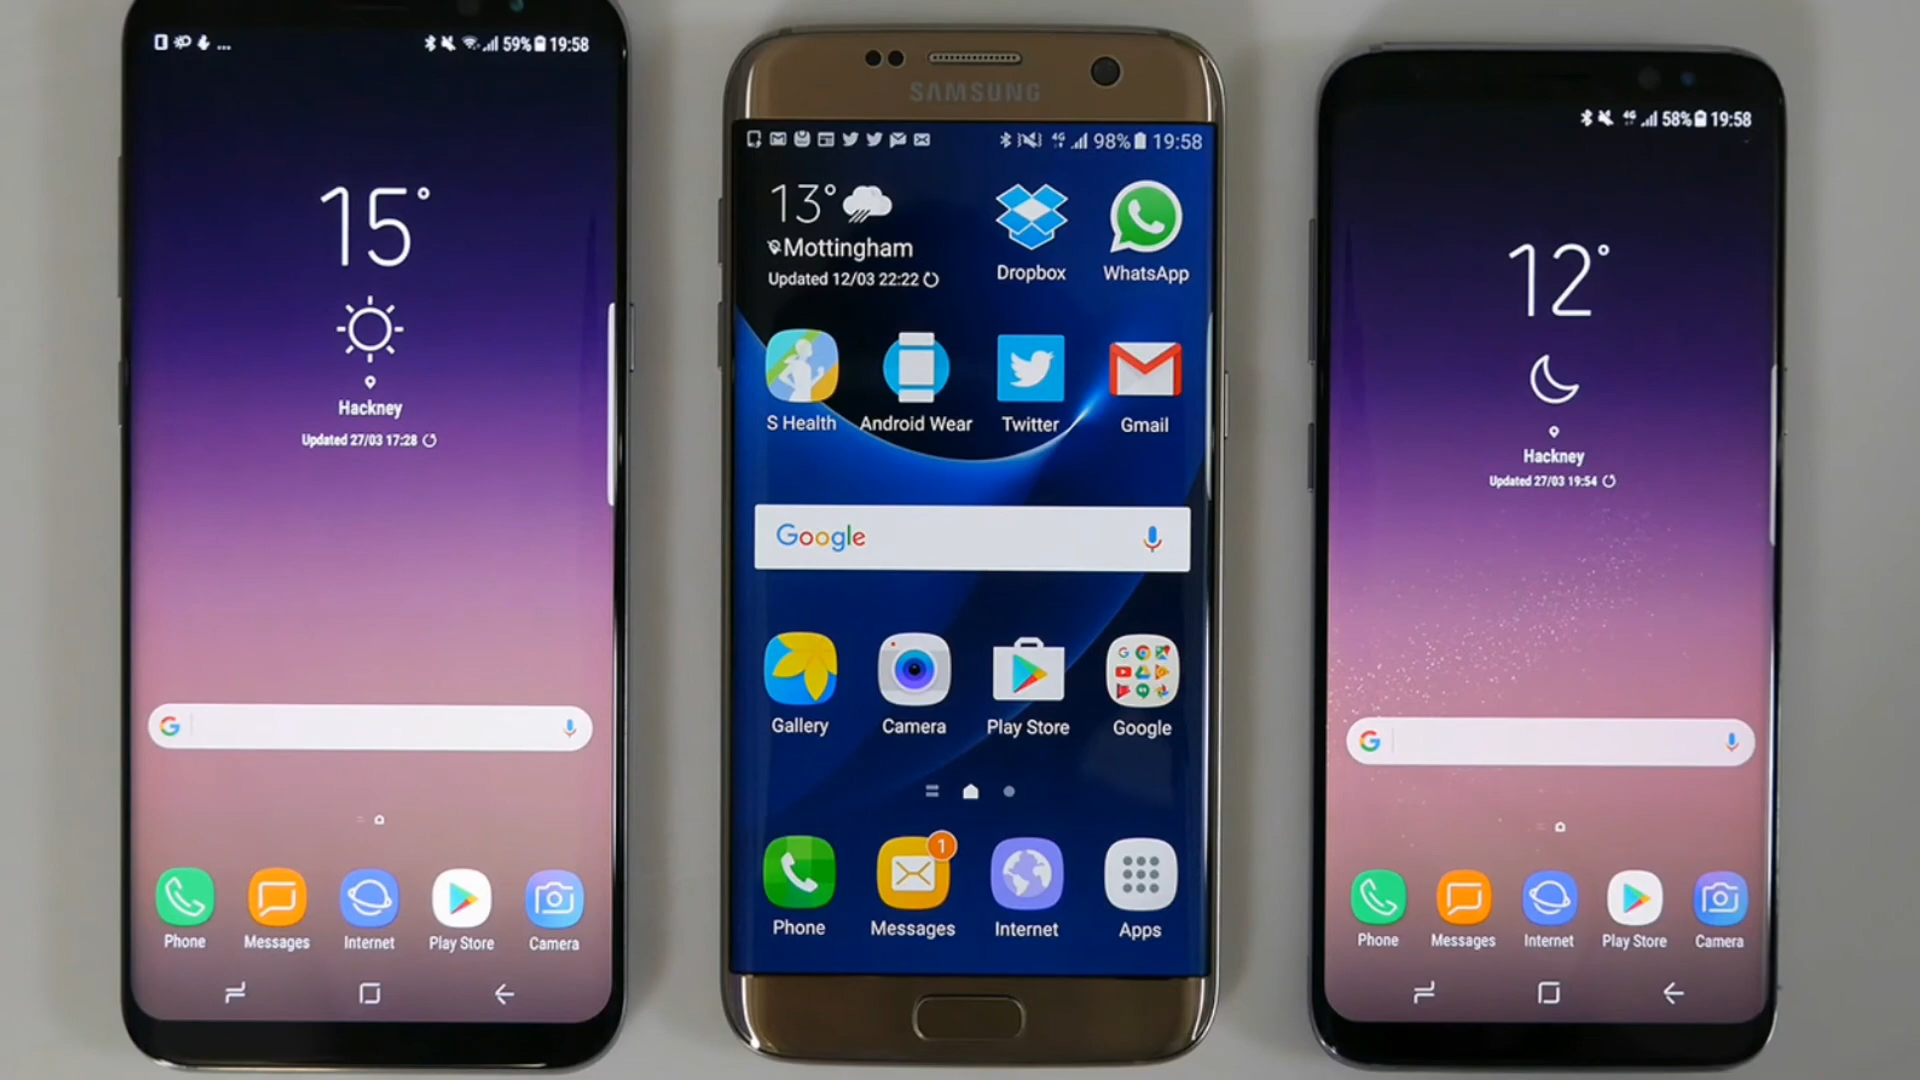 59% 19:58
15°
Hackney
Updated 27/03 17:28
G
Phone Messages Internet Play Store Camera
SAMSUNG
4G 98% 19:58
13°
Mottingham
Updated 12/03 22:22
Dropbox WhatsApp
S Health Android Wear Twitter Gmail
Google
Gallery Camera Play Store Google
1
Phone Messages Internet Apps
4G 58% 19:58
12°
Hackney
Updated 27/03 19:54
G
Phone Messages Internet Play Store Camera